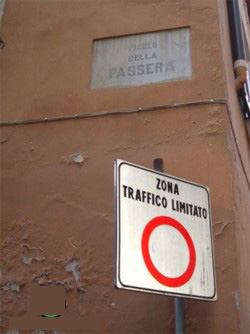 VICOLO
DELLA
PASSERA
ZONA
TRAFFICO LIMITATO